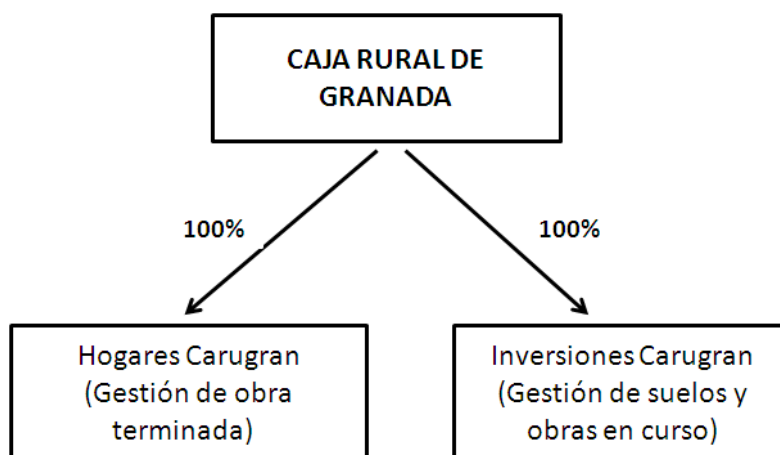 CAJA RURAL DE
GRANADA
100%
100%
Hogares Carugran
(Gestión de obra
terminada)
Inversiones Carugran
(Gestión de suelos y
obras en curso)